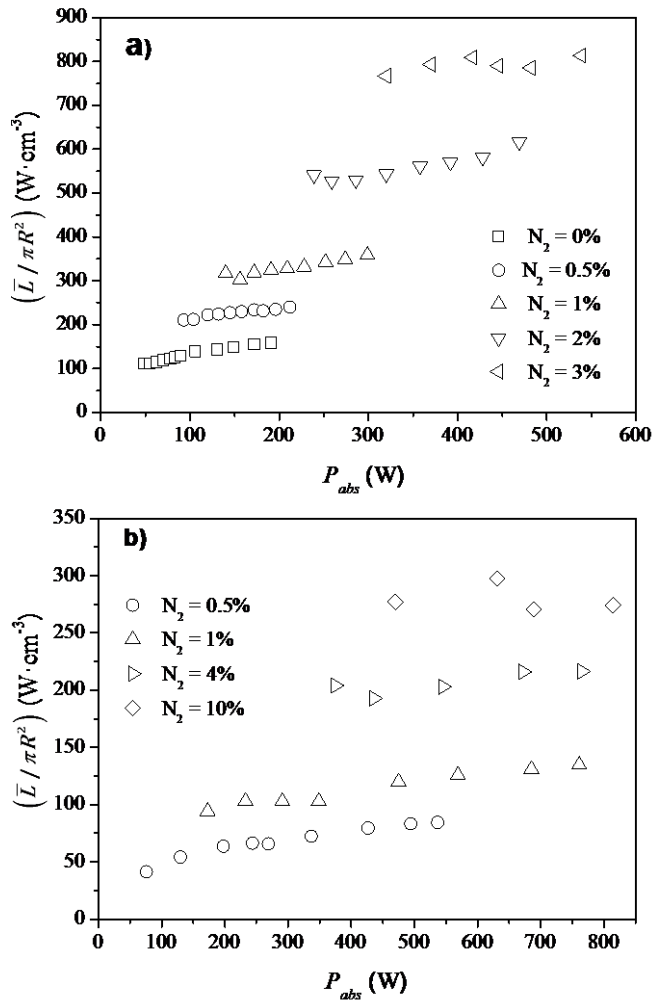 a)
900
800
700
600
500
400
300
200
100
0
(L̅ / πR²) (W·cm⁻³)
N₂ = 0%
N₂ = 0.5%
N₂ = 1%
N₂ = 2%
N₂ = 3%
0 100 200 300 400 500 600
P_abs (W)
b)
350
300
250
200
150
100
50
0
(L̅ / πR²) (W·cm⁻³)
N₂ = 0.5%
N₂ = 1%
N₂ = 4%
N₂ = 10%
0 100 200 300 400 500 600 700 800
P_abs (W)